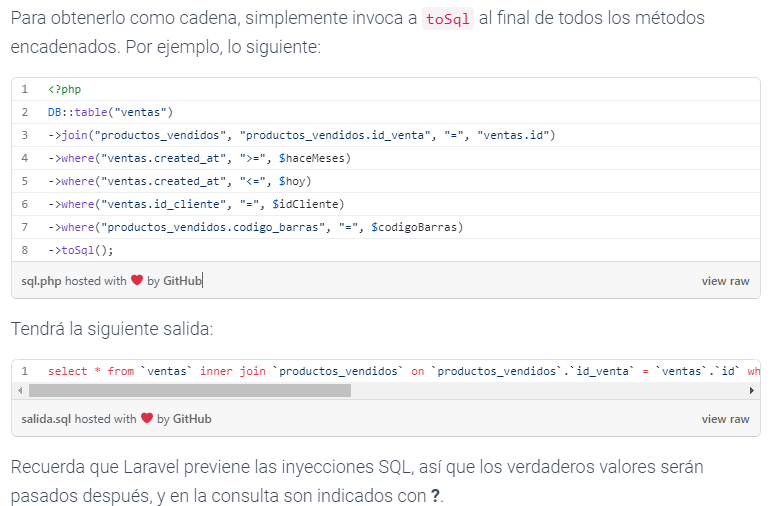 Para obtenerlo como cadena, simplemente invoca a toSql al final de todos los métodos
encadenados. Por ejemplo, lo siguiente:
1 <?php
2 DB::table("ventas")
3 ->join("productos_vendidos", "productos_vendidos.id_venta", "=", "ventas.id")
4 ->where("ventas.created_at", ">=", $haceMeses)
5 ->where("ventas.created_at", "<=", $hoy)
6 ->where("ventas.id_cliente", "=", $idCliente)
7 ->where("productos_vendidos.codigo_barras", "=", $codigoBarras)
8 ->toSql();
sql.php hosted with ❤ by GitHub view raw
Tendrá la siguiente salida:
1 select * from `ventas` inner join `productos_vendidos` on `productos_vendidos`.`id_venta` = `ventas`.`id` wh
salida.sql hosted with ❤ by GitHub view raw
Recuerda que Laravel previene las inyecciones SQL, así que los verdaderos valores serán
pasados después, y en la consulta son indicados con ?.